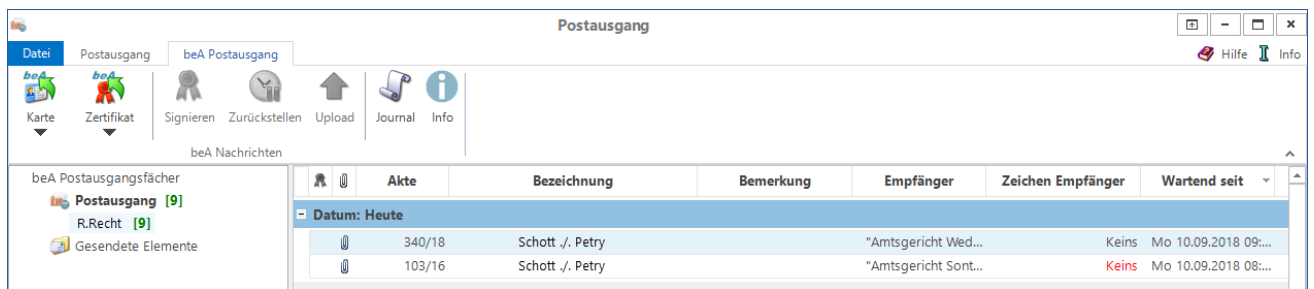 Postausgang
Datei Postausgang beA Postausgang Hilfe Info
beA beA
Karte Zertifikat Signieren Zurückstellen Upload Journal Info
beA Nachrichten
beA Postausgangsfächer
Postausgang [9]
R.Recht [9]
Gesendete Elemente
Akte Bezeichnung Bemerkung Empfänger Zeichen Empfänger Wartend seit
Datum: Heute
340/18 Schott ./. Petry "Amtsgericht Wed... Keins Mo 10.09.2018 09:...
103/16 Schott ./. Petry "Amtsgericht Sont... Keins Mo 10.09.2018 08:...